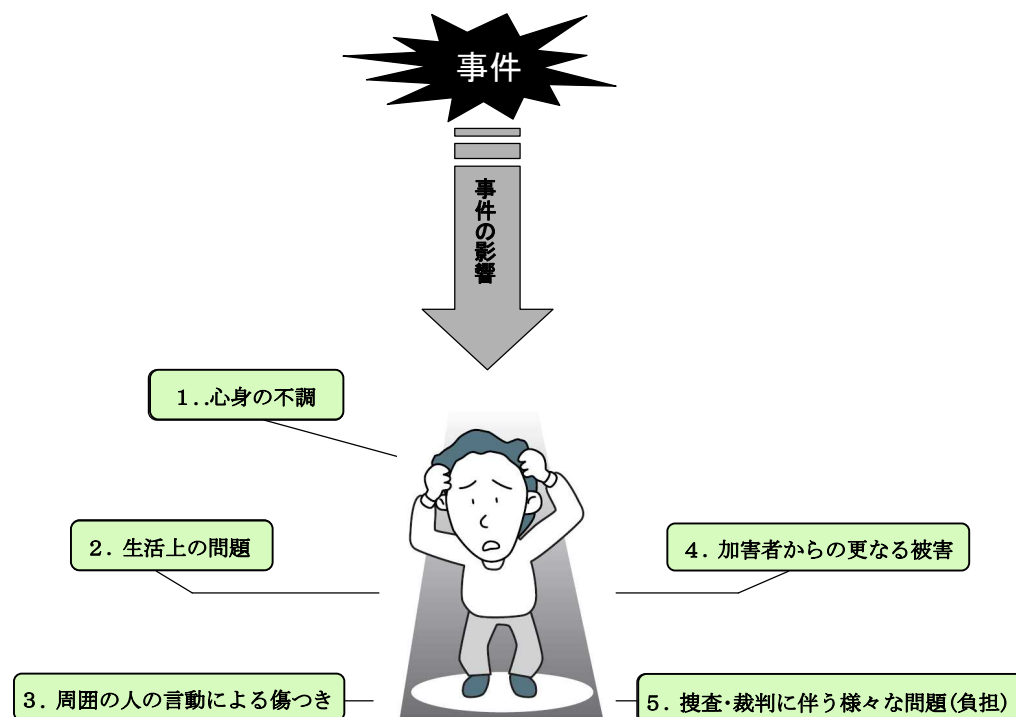 事件
事件の影響
1..心身の不調
2. 生活上の問題
4. 加害者からの更なる被害
3. 周囲の人の言動による傷つき
5. 捜査・裁判に伴う様々な問題(負担)